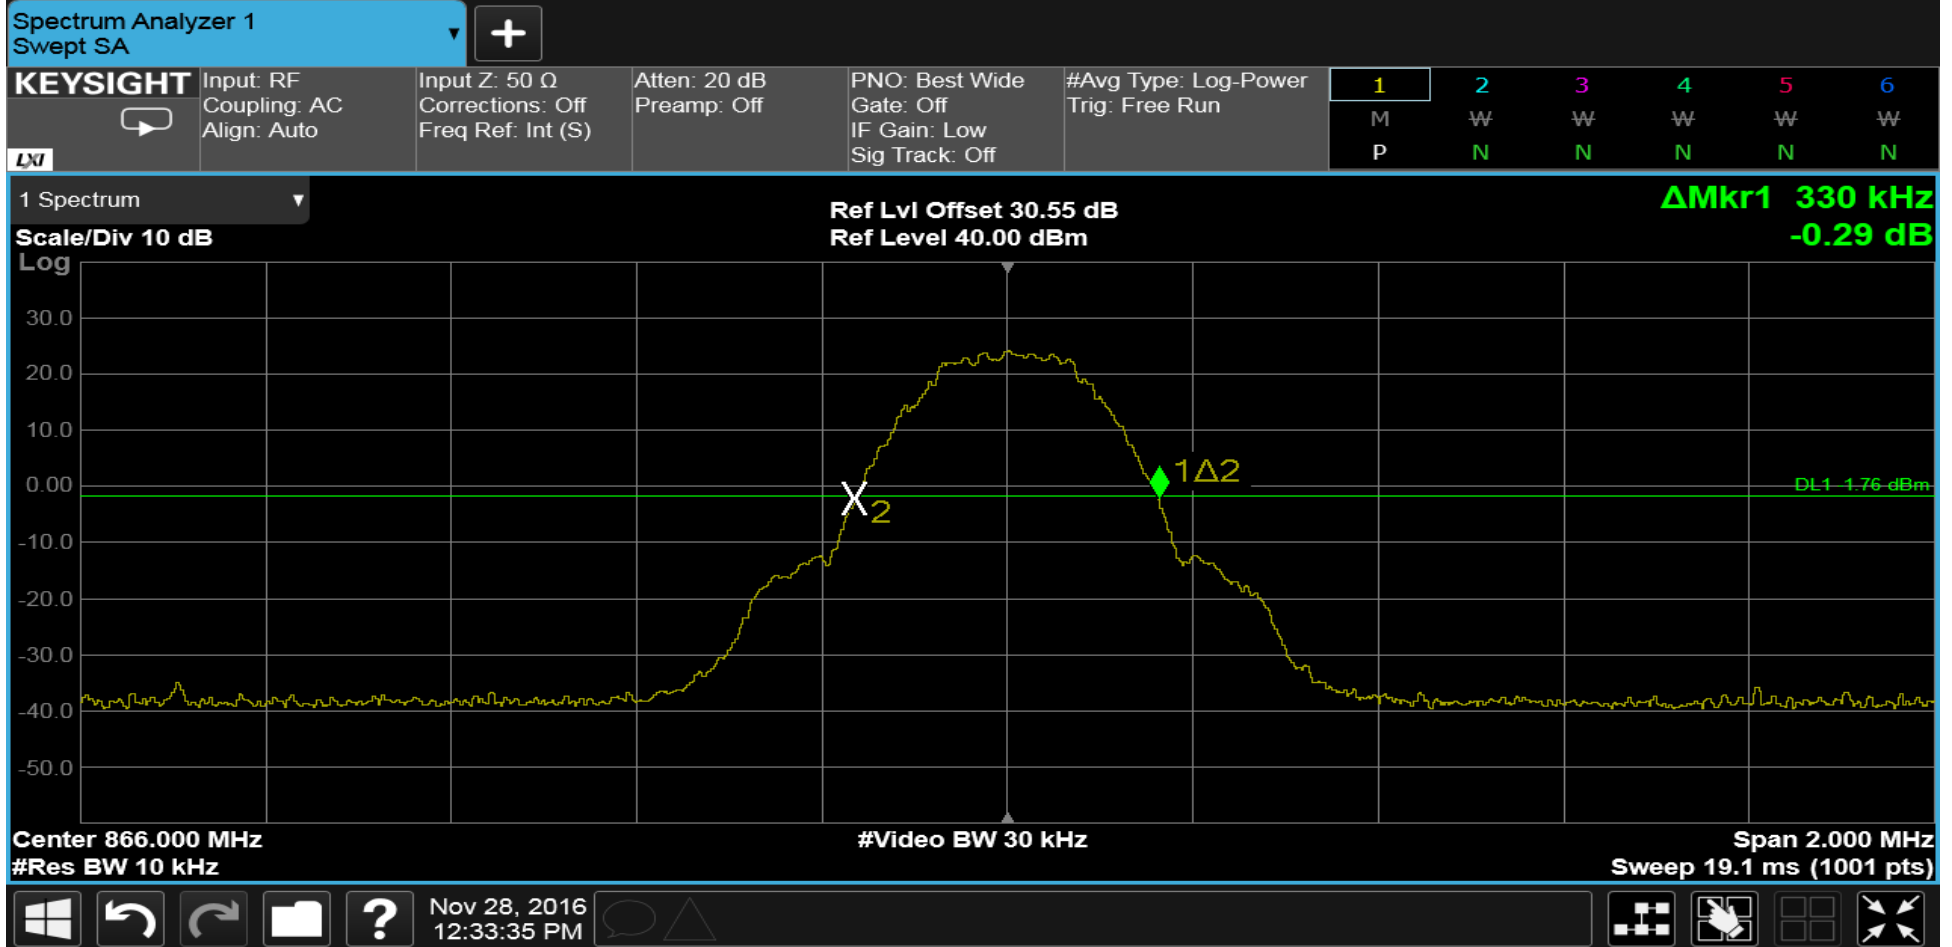 Spectrum Analyzer 1
Swept SA
KEYSIGHT
LXI
Input: RF
Coupling: AC
Align: Auto
Input Z: 50 Ω
Corrections: Off
Freq Ref: Int (S)
Atten: 20 dB
Preamp: Off
PNO: Best Wide
Gate: Off
IF Gain: Low
Sig Track: Off
#Avg Type: Log-Power
Trig: Free Run
1 2 3 4 5 6
M W W W W W
P N N N N N
1 Spectrum
Scale/Div 10 dB
Log
Ref Lvl Offset 30.55 dB
Ref Level 40.00 dBm
ΔMkr1 330 kHz
-0.29 dB
30.0
20.0
10.0
0.00
-10.0
-20.0
-30.0
-40.0
-50.0
1Δ2
X2
DL1 -1.76 dBm
Center 866.000 MHz
#Res BW 10 kHz
#Video BW 30 kHz
Span 2.000 MHz
Sweep 19.1 ms (1001 pts)
?
Nov 28, 2016
12:33:35 PM